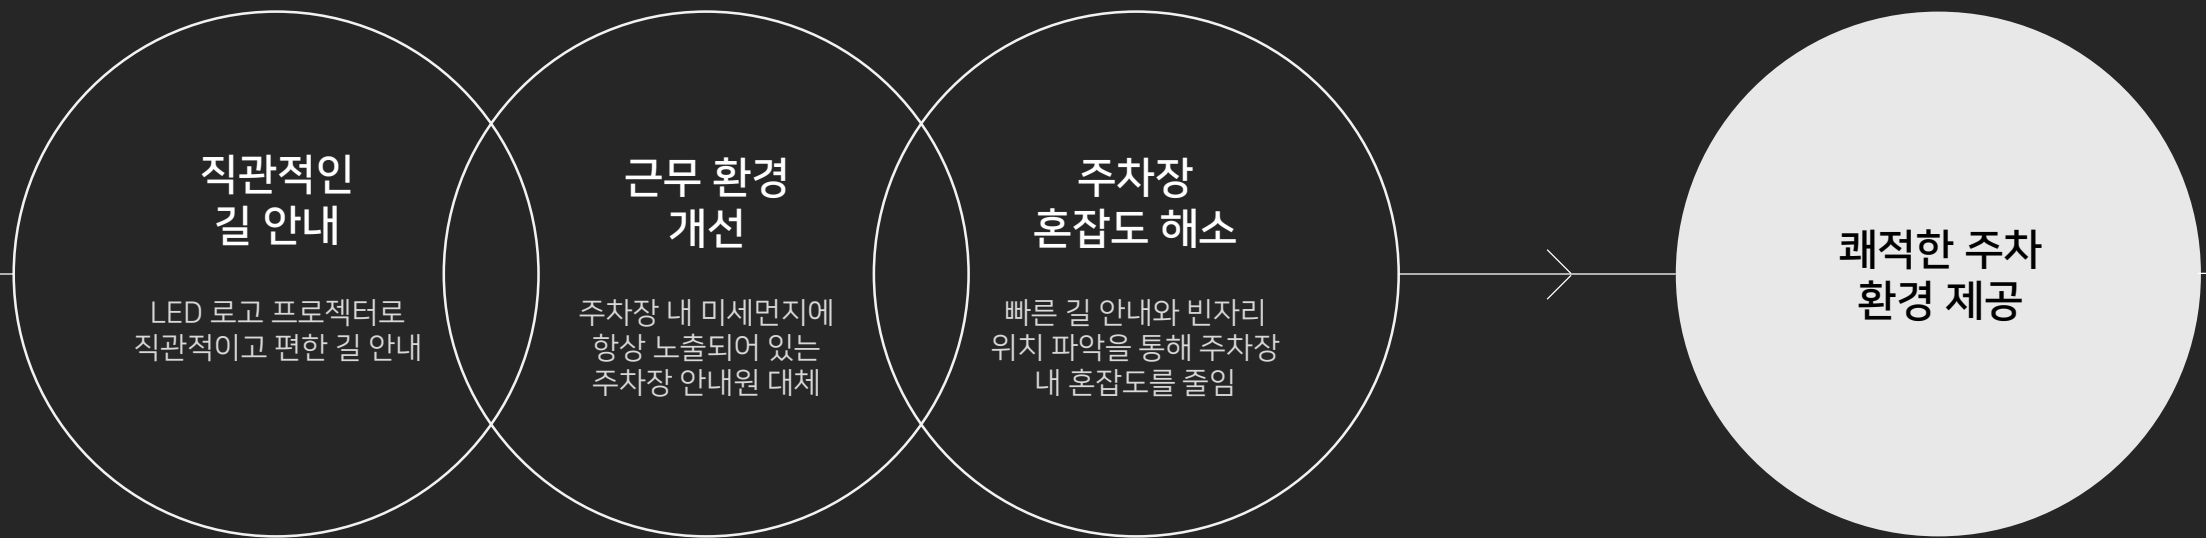 직관적인
길 안내
LED 로고 프로젝터로
직관적이고 편한 길 안내
근무 환경
개선
주차장 내 미세먼지에
항상 노출되어 있는
주차장 안내원 대체
주차장
혼잡도 해소
빠른 길 안내와 빈자리
위치 파악을 통해 주차장
내 혼잡도를 줄임
쾌적한 주차
환경 제공